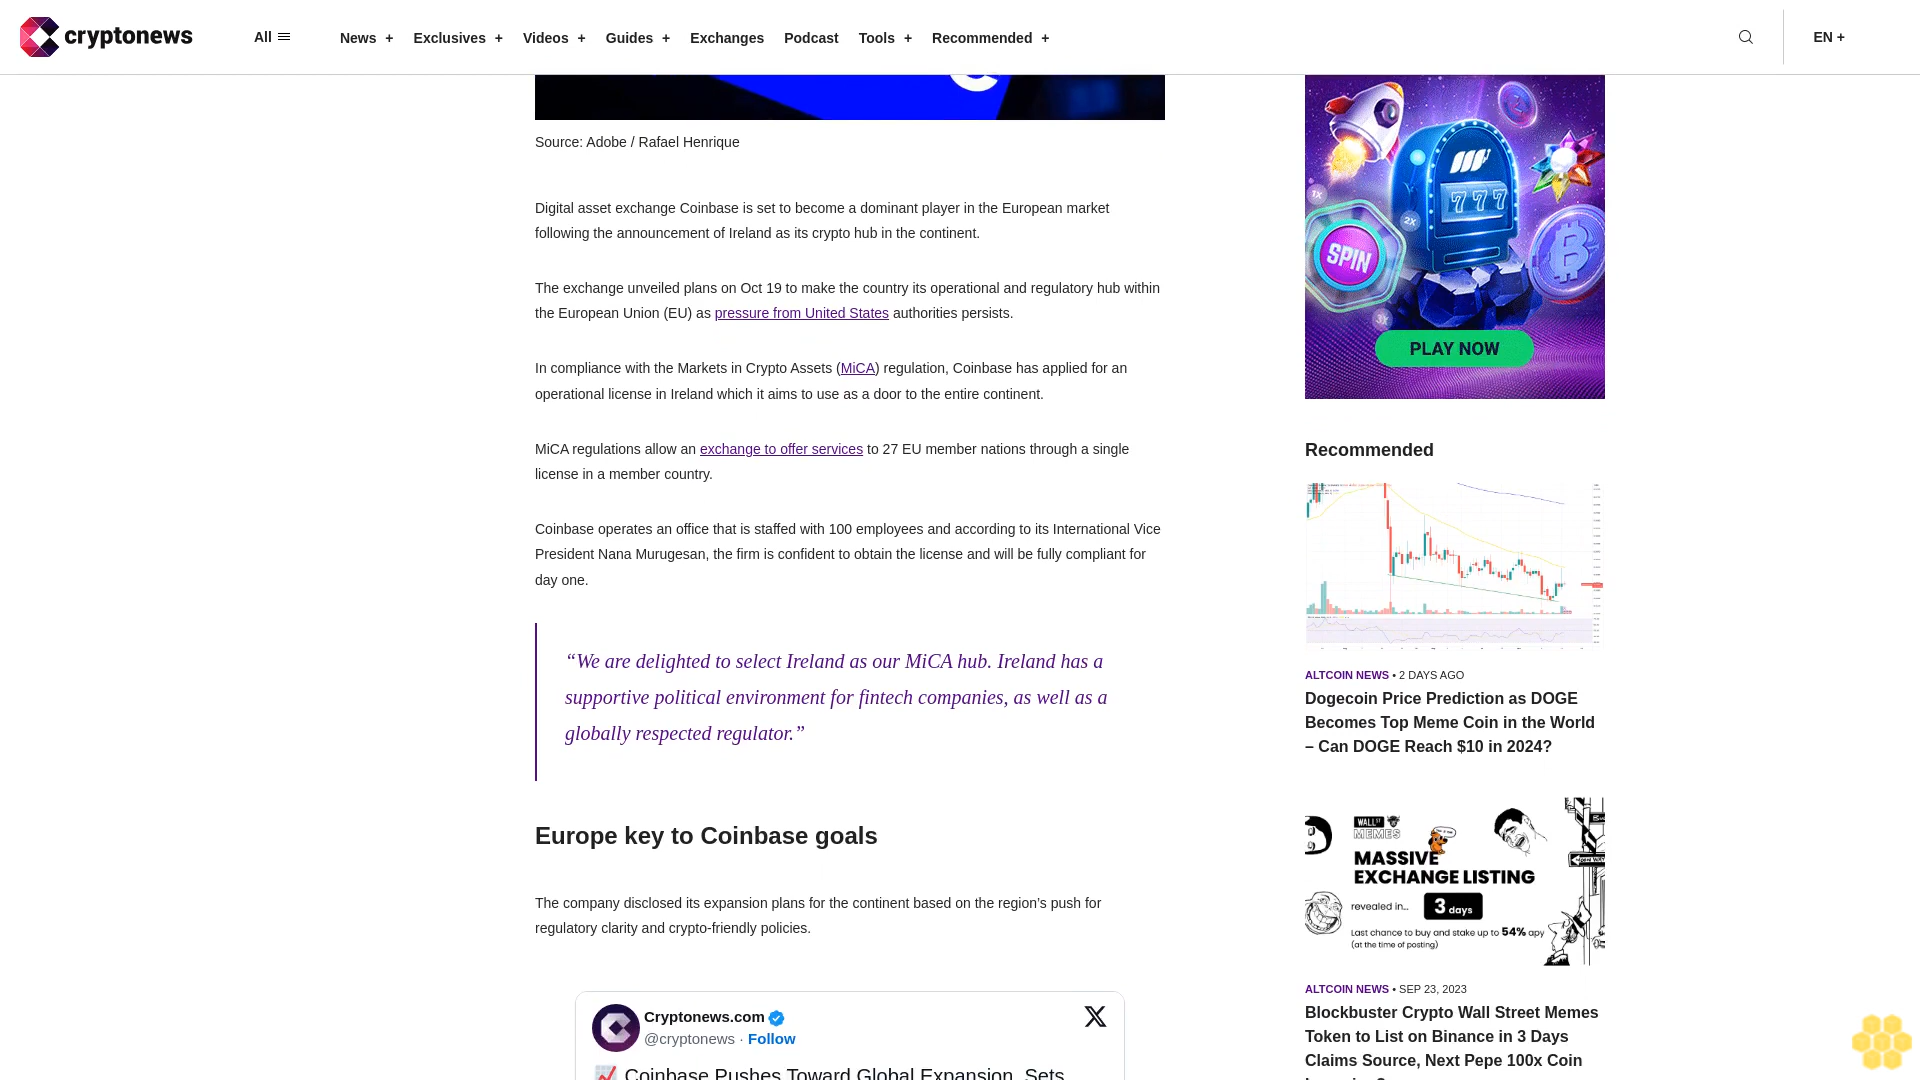 cryptonews
All
News +
Exclusives +
Videos +
Guides +
Exchanges
Podcast
Tools +
Recommended +
EN +
Source: Adobe / Rafael Henrique
Digital asset exchange Coinbase is set to become a dominant player in the European market
following the announcement of Ireland as its crypto hub in the continent.
The exchange unveiled plans on Oct 19 to make the country its operational and regulatory hub within
the European Union (EU) as pressure from United States authorities persists.
In compliance with the Markets in Crypto Assets (MiCA) regulation, Coinbase has applied for an
operational license in Ireland which it aims to use as a door to the entire continent.
MiCA regulations allow an exchange to offer services to 27 EU member nations through a single
license in a member country.
Coinbase operates an office that is staffed with 100 employees and according to its International Vice
President Nana Murugesan, the firm is confident to obtain the license and will be fully compliant for
day one.
“We are delighted to select Ireland as our MiCA hub. Ireland has a
supportive political environment for fintech companies, as well as a
globally respected regulator.”
Europe key to Coinbase goals
The company disclosed its expansion plans for the continent based on the region’s push for
regulatory clarity and crypto-friendly policies.
Cryptonews.com
@cryptonews · Follow
Coinbase Pushes Toward Global Expansion, Sets
1X
777
2X
SPIN
3X
PLAY NOW
Recommended
ALTCOIN NEWS • 2 DAYS AGO
Dogecoin Price Prediction as DOGE
Becomes Top Meme Coin in the World
– Can DOGE Reach $10 in 2024?
WALL ST
MEMES
MASSIVE
EXCHANGE LISTING
revealed in... 3 days
Last chance to buy and stake up to 54% apy
(at the time of posting)
ALTCOIN NEWS • SEP 23, 2023
Blockbuster Crypto Wall Street Memes
Token to List on Binance in 3 Days
Claims Source, Next Pepe 100x Coin